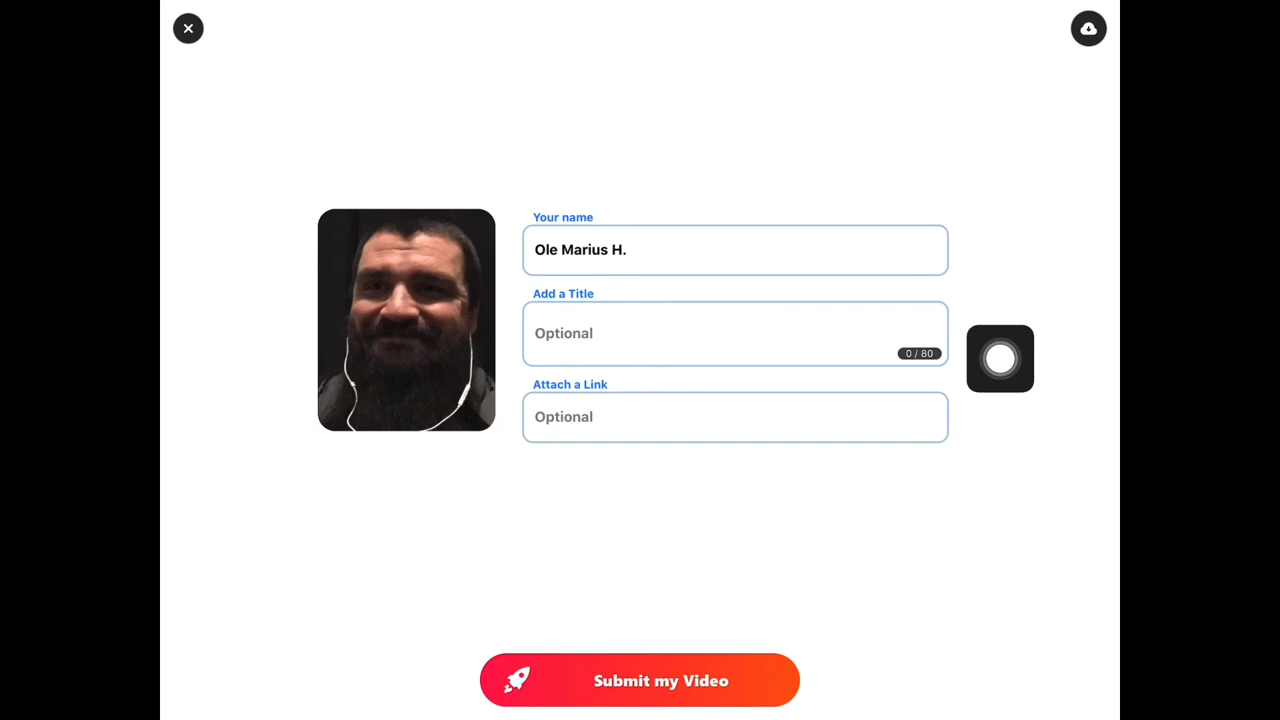 Your name
Ole Marius H.
Add a Title
Optional
0 / 80
Attach a Link
Optional
Submit my Video